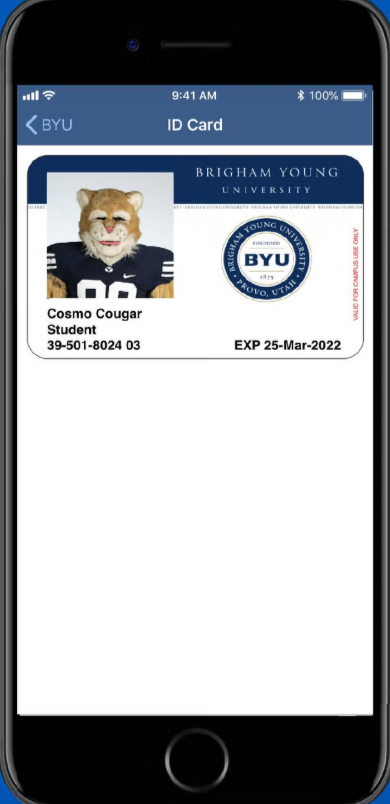 9:41 AM
100%
BYU
ID Card
BRIGHAM YOUNG
UNIVERSITY
BRIGHAM YOUNG UNIVERSITY
FOUNDED
BYU
1875
PROVO, UTAH
VALID FOR CAMPUS USE ONLY
Cosmo Cougar
Student
39-501-8024 03
EXP 25-Mar-2022